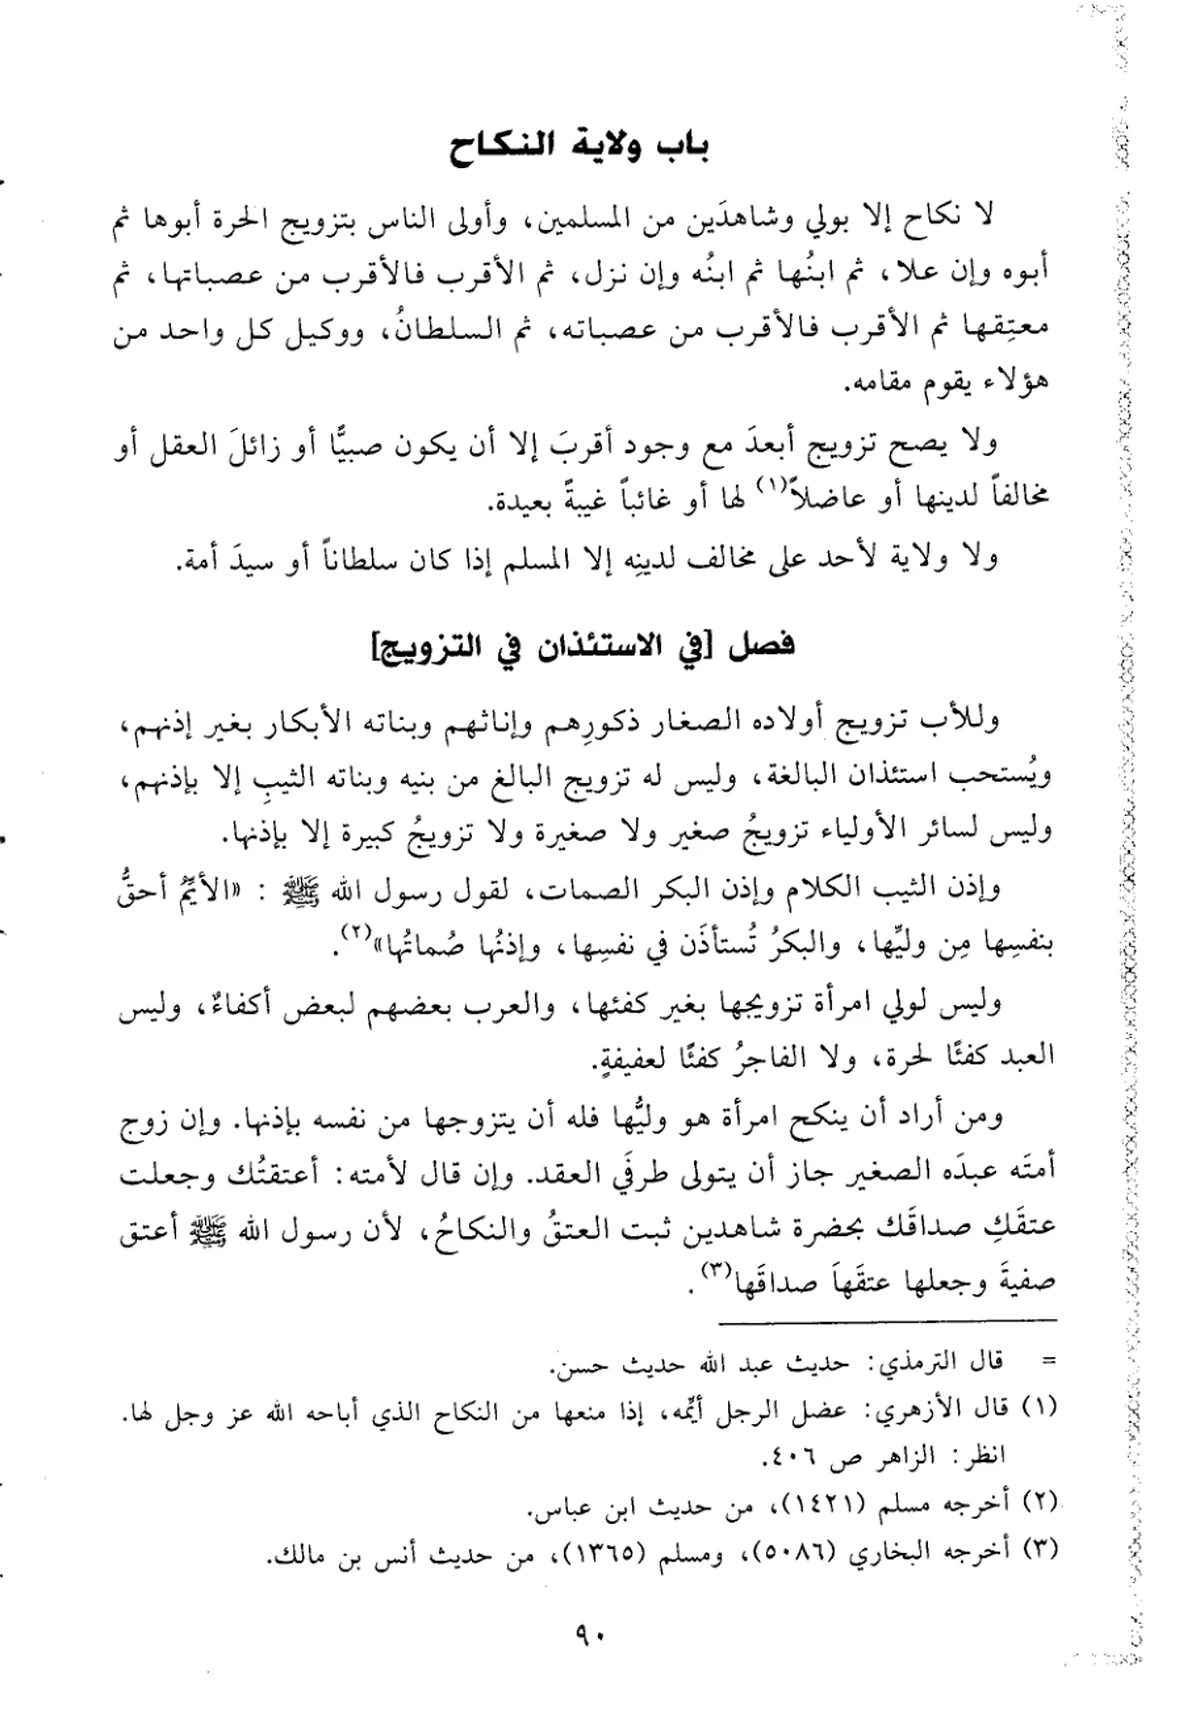 باب ولاية النكاح
لا نكاح إلا بولي وشاهدَين من المسلمين، وأولى الناس بتزويج الحرة أبوها ثم
أبوه وإن علا، ثم ابنُها ثم ابنُه وإن نزل، ثم الأقرب فالأقرب من عصباتها، ثم
معتِقها ثم الأقرب فالأقرب من عصباته، ثم السلطانُ، ووكيل كل واحد من
هؤلاء يقوم مقامه.
ولا يصح تزويج أبعدَ مع وجود أقربَ إلا أن يكون صبيًّا أو زائلَ العقل أو
مخالفاً لدينها أو عاضلاً(١) لها أو غائباً غيبةً بعيدة.
ولا ولاية لأحد على مخالف لدينِه إلا المسلم إذا كان سلطاناً أو سيدَ أمة.
فصل [في الاستئذان في التزويج]
وللأب تزويج أولاده الصغار ذكورِهم وإناثهم وبناته الأبكار بغير إذنهم،
ويُستحب استئذان البالغة، وليس له تزويج البالغ من بنيه وبناته الثيبِ إلا بإذنهم،
وليس لسائر الأولياء تزويجُ صغير ولا صغيرة ولا تزويجُ كبيرة إلا بإذنها.
وإذن الثيب الكلام وإذن البكر الصمات، لقول رسول الله ﷺ : «الأيِّمُ أحقُّ
بنفسِها مِن وليِّها، والبكرُ تُستأذَن في نفسِها، وإذنُها صُماتُها»(٢).
وليس لولي امرأة تزويجها بغير كفئها، والعرب بعضهم لبعض أكفاءٌ، وليس
العبد كفئًا لحرة، ولا الفاجرُ كفئًا لعفيفةٍ.
ومن أراد أن ينكح امرأة هو وليُّها فله أن يتزوجها من نفسه بإذنها. وإن زوج
أمتَه عبدَه الصغير جاز أن يتولى طرفي العقد. وإن قال لأمته: أعتقتُك وجعلت
عتقَكِ صداقَك بحضرة شاهدين ثبت العتقُ والنكاحُ، لأن رسول الله ﷺ أعتق
صفيةَ وجعلها عتقَهاَ صداقَها(٣).
= قال الترمذي: حديث عبد الله حديث حسن.
(١) قال الأزهري: عضل الرجل أيِّمه، إذا منعها من النكاح الذي أباحه الله عز وجل لها.
انظر: الزاهر ص ٤٠٦.
(٢) أخرجه مسلم (١٤٢١)، من حديث ابن عباس.
(٣) أخرجه البخاري (٥٠٨٦)، ومسلم (١٣٦٥)، من حديث أنس بن مالك.
٩٠